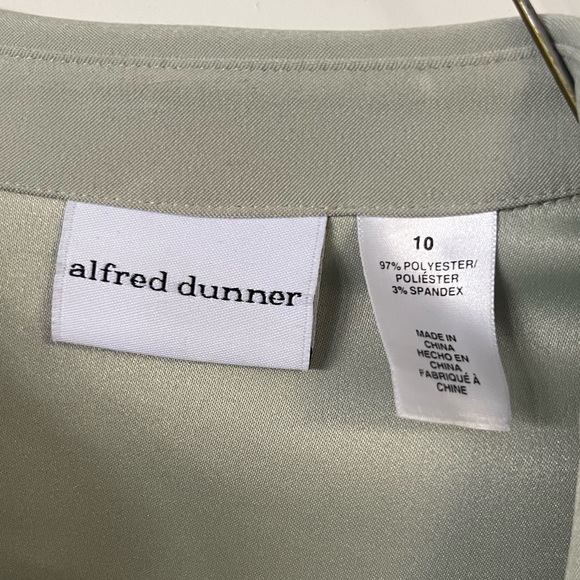 alfred dunner
10
97% POLYESTER/
POLIÉSTER
3% SPANDEX
MADE IN
CHINA
HECHO EN
CHINA
FABRIQUÉ À
CHINE